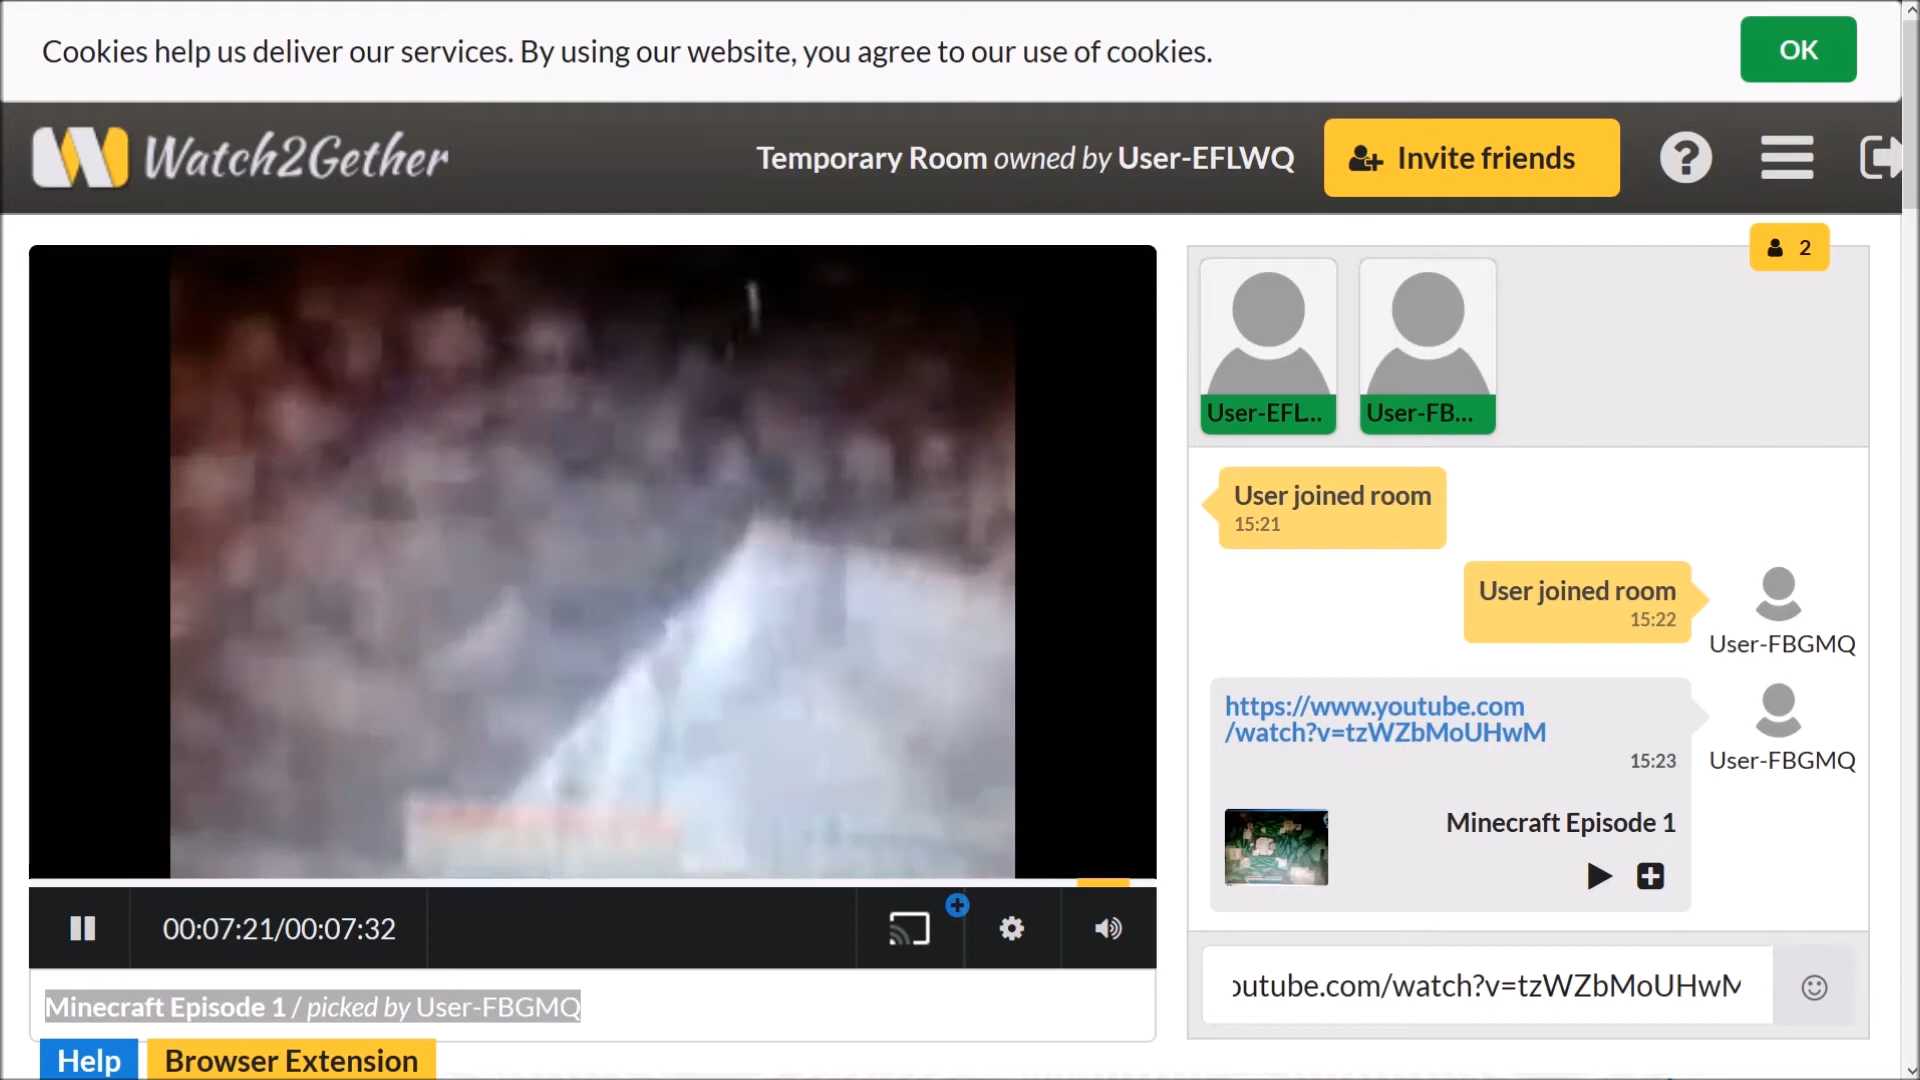 Cookies help us deliver our services. By using our website, you agree to our use of cookies.
OK
Watch2Gether
Temporary Room owned by User-EFLWQ
Invite friends
2
User-EFL...
User-FB...
User joined room
15:21
User joined room
15:22
User-FBGMQ
https://www.youtube.com
/watch?v=tzWZbMoUHwM
15:23
User-FBGMQ
Minecraft Episode 1
00:07:21/00:07:32
outube.com/watch?v=tzWZbMoUHwM
Minecraft Episode 1 / picked by User-FBGMQ
Help
Browser Extension